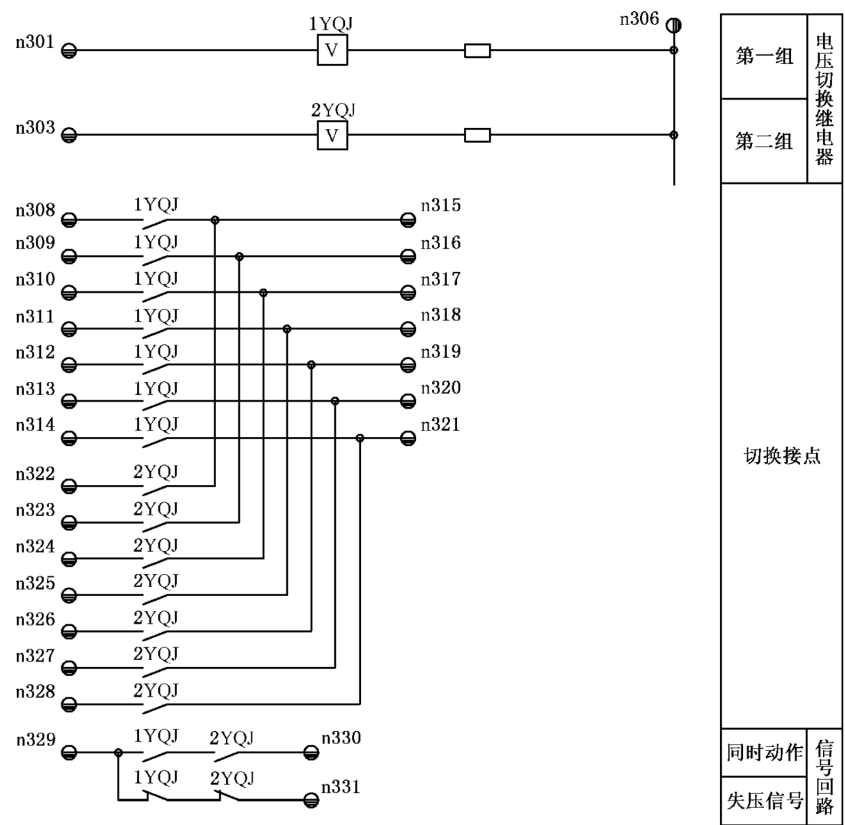 n301
1YQJ
V
n306
n303
2YQJ
V
第一组
第二组
电压切换继电器
n308 1YQJ n315
n309 1YQJ n316
n310 1YQJ n317
n311 1YQJ n318
n312 1YQJ n319
n313 1YQJ n320
n314 1YQJ n321
n322 2YQJ
n323 2YQJ
n324 2YQJ
n325 2YQJ
n326 2YQJ
n327 2YQJ
n328 2YQJ
切换接点
n329 1YQJ 2YQJ n330
1YQJ 2YQJ n331
同时动作
失压信号
信号回路